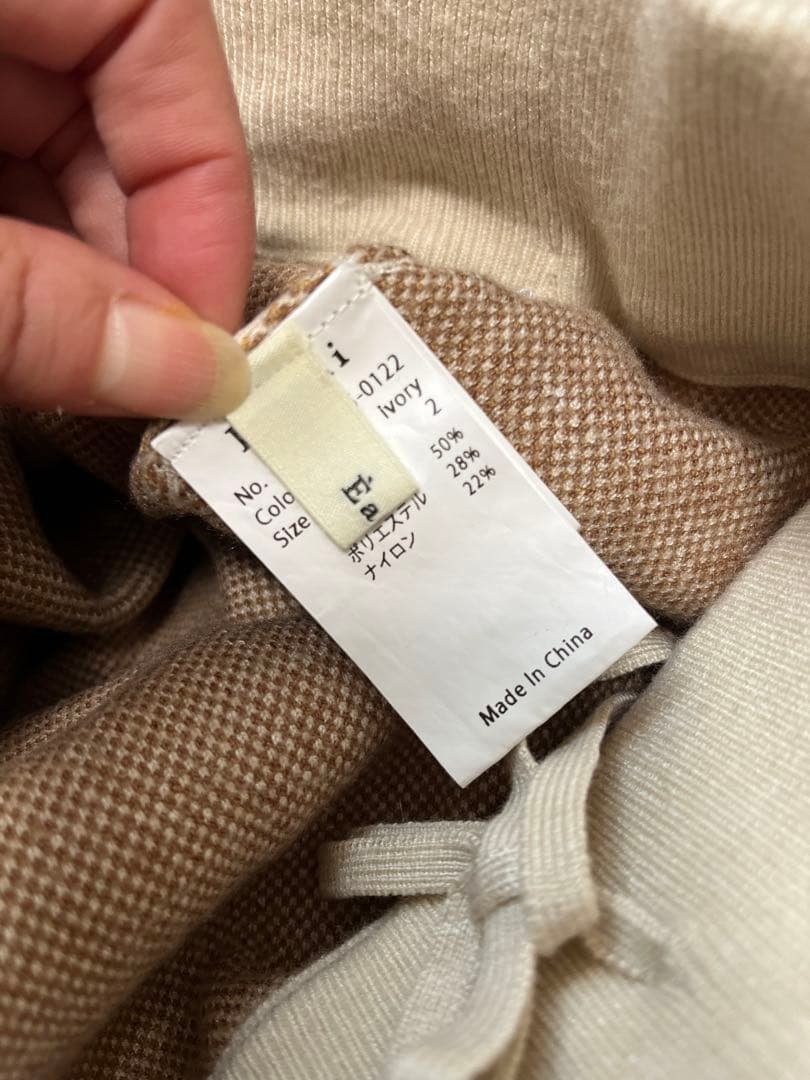 i
No. -0122
Colo ivory
Size 2
50%
ポリエステル 28%
ナイロン 22%
Made In China
Ea